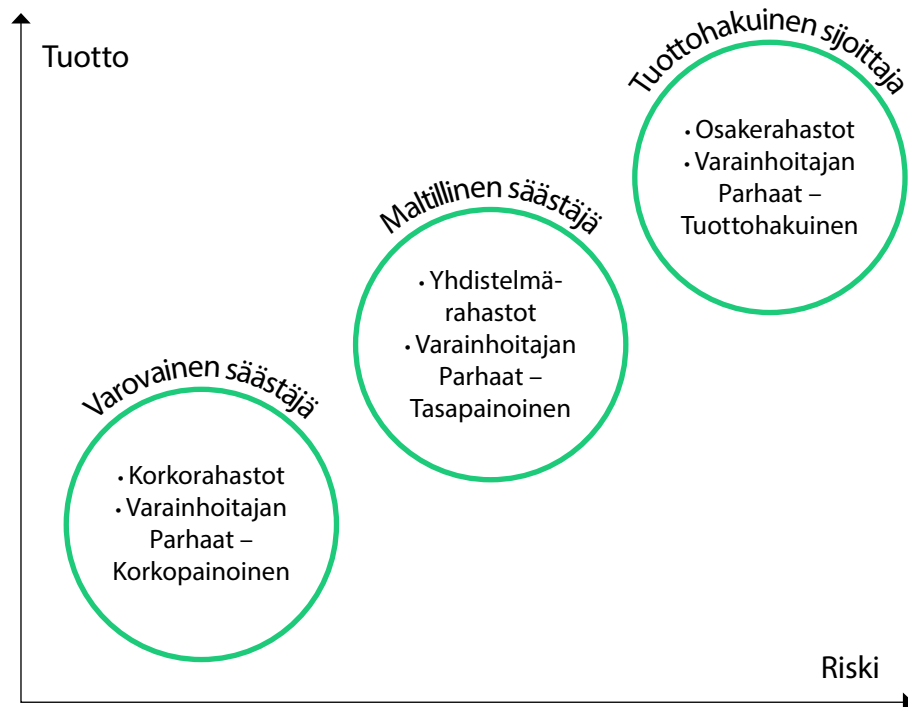 Tuotto
Tuottohakuinen sijoittaja
• Osakerahastot
• Varainhoitajan
Parhaat –
Tuottohakuinen
Maltillinen säästäjä
• Yhdistelmä-
rahastot
• Varainhoitajan
Parhaat –
Tasapainoinen
Varovainen säästäjä
• Korkorahastot
• Varainhoitajan
Parhaat –
Korkopainoinen
Riski